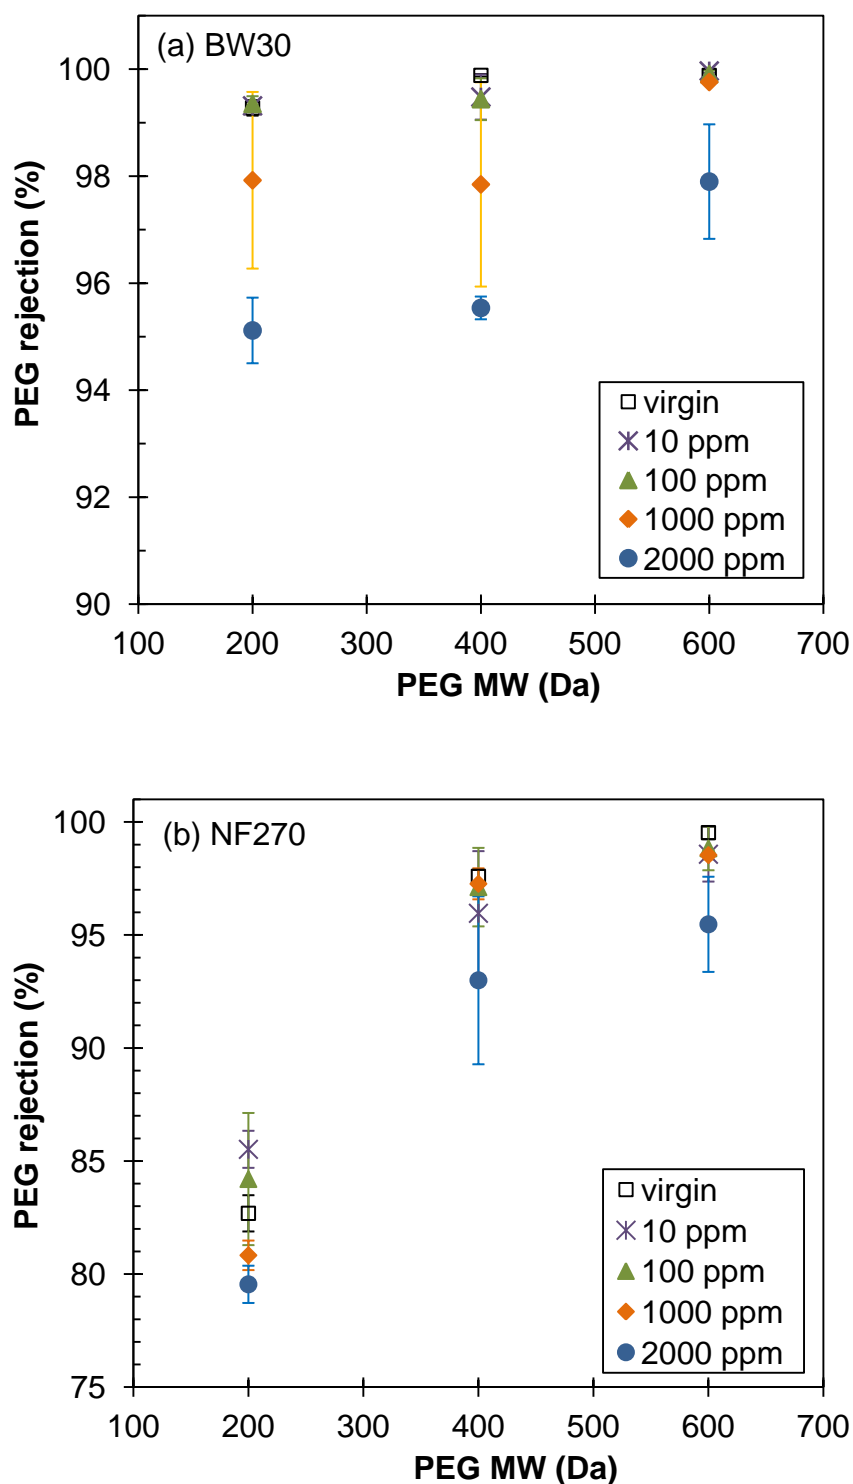 (a) BW30
100
98
96
94
92
90
PEG rejection (%)
virgin
10 ppm
100 ppm
1000 ppm
2000 ppm
100 200 300 400 500 600 700
PEG MW (Da)
(b) NF270
100
95
90
85
80
75
PEG rejection (%)
virgin
10 ppm
100 ppm
1000 ppm
2000 ppm
100 200 300 400 500 600 700
PEG MW (Da)